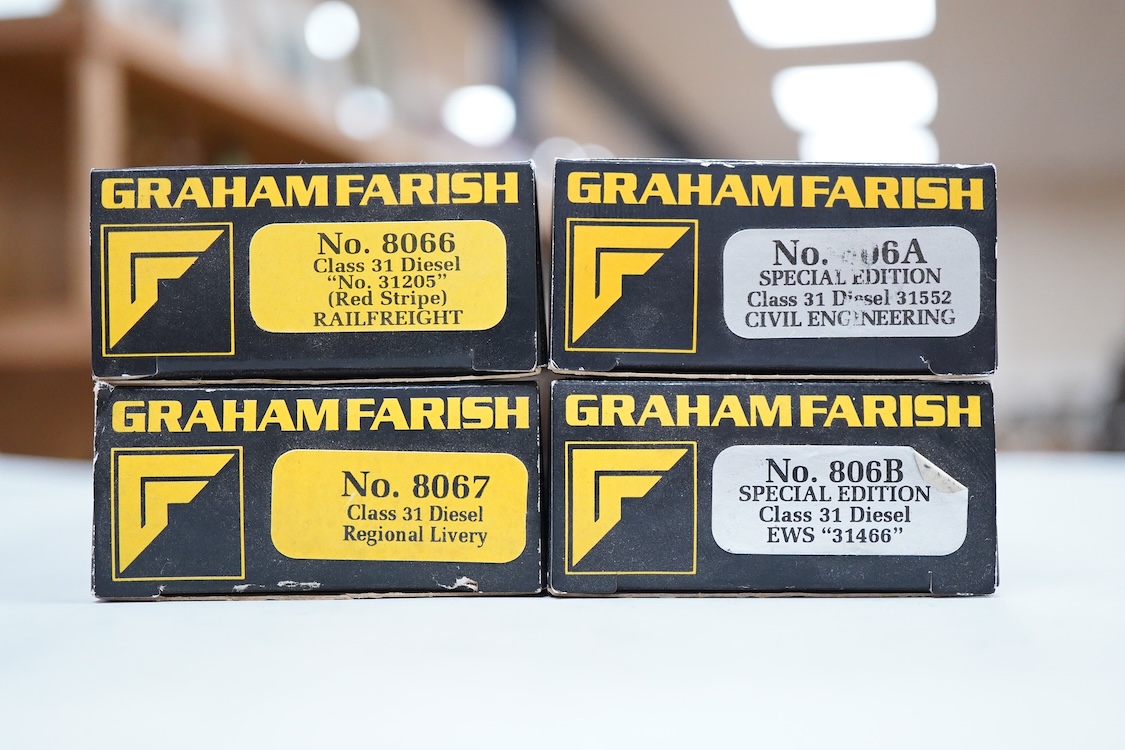 GRAHAM FARISH
No. 8066
Class 31 Diesel
“No. 31205”
(Red Stripe)
RAILFREIGHT
GRAHAM FARISH
No. 06A
SPECIAL EDITION
Class 31 Diesel 31552
CIVIL ENGINEERING
GRAHAM FARISH
No. 8067
Class 31 Diesel
Regional Livery
GRAHAM FARISH
No. 806B
SPECIAL EDITION
Class 31 Diesel
EWS “31466”